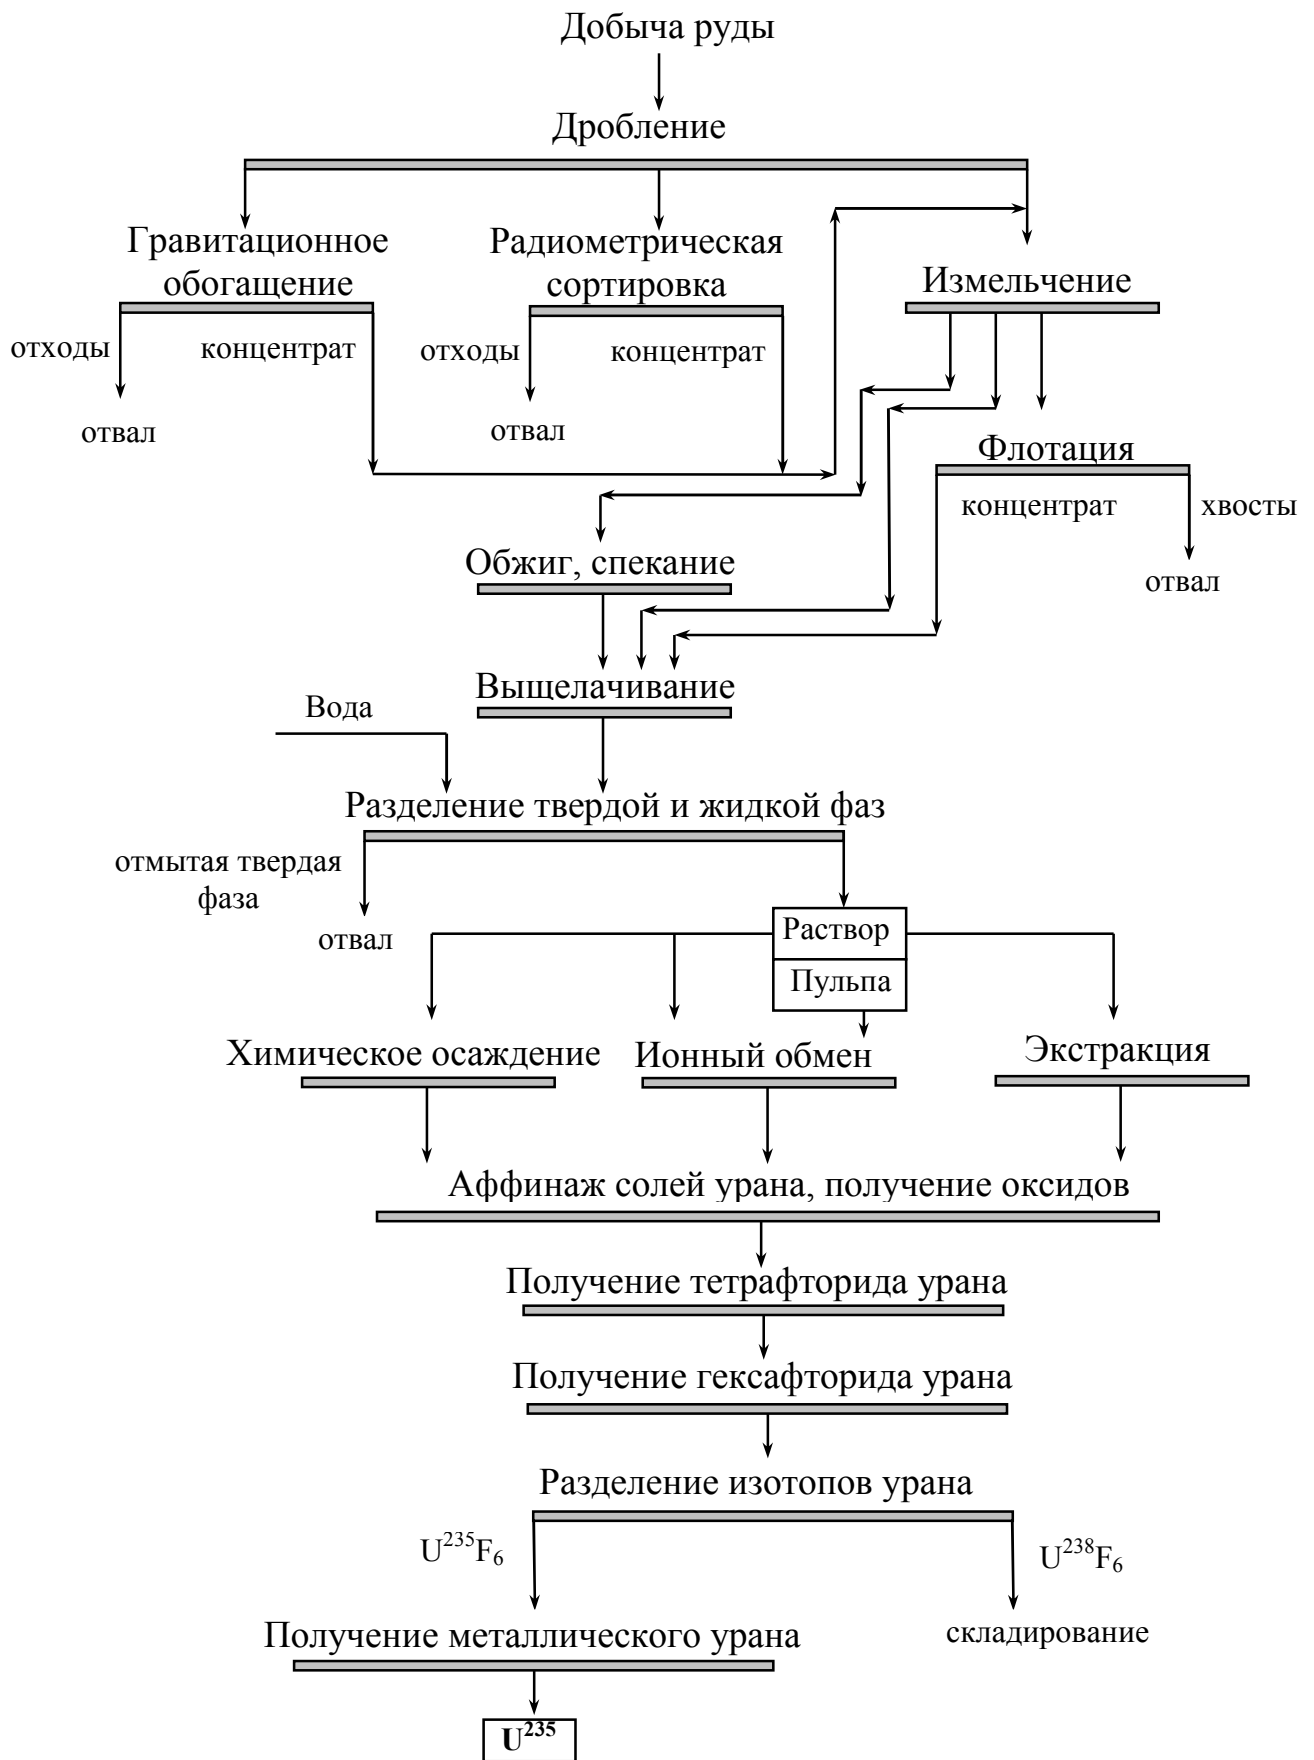 Добыча руды
Дробление
Гравитационное
обогащение
Радиометрическая
сортировка
Измельчение
отходы
концентрат
отходы
концентрат
отвал
отвал
Флотация
концентрат
хвосты
отвал
Обжиг, спекание
Выщелачивание
Вода
Разделение твердой и жидкой фаз
отмытая твердая
фаза
отвал
Раствор
Пульпа
Химическое осаждение
Ионный обмен
Экстракция
Аффинаж солей урана, получение оксидов
Получение тетрафторида урана
Получение гексафторида урана
Разделение изотопов урана
U²³⁵F₆
U²³⁸F₆
Получение металлического урана
складирование
U²³⁵